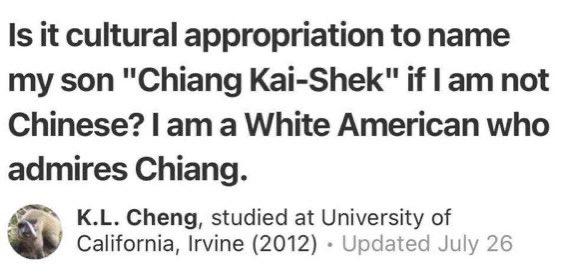 Is it cultural appropriation to name
my son "Chiang Kai-Shek" if I am not
Chinese? I am a White American who
admires Chiang.
K.L. Cheng, studied at University of
California, Irvine (2012) • Updated July 26